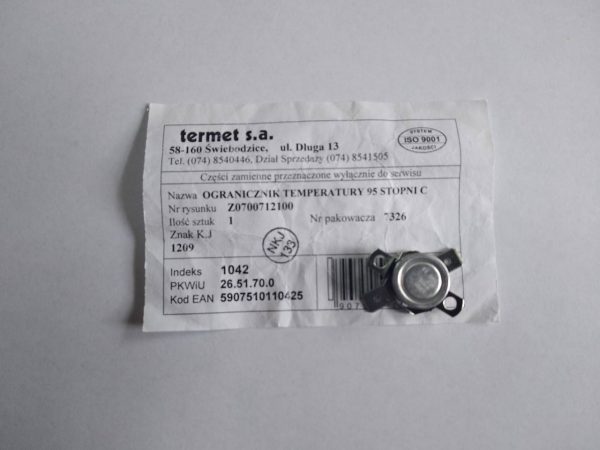 termet s.a.
58-160 Świebodzice, ul. Długa 13
Tel. (074) 8540446, Dział Sprzedaży (074) 8541505
SYSTEM
ISO 9001
JAKOŚCI
Części zamienne przeznaczone wyłącznie do serwisu
Nazwa OGRANICZNIK TEMPERATURY 95 STOPNI C
Nr rysunku Z0700712100
Ilość sztuk 1 Nr pakowacza 7326
Znak K.J
1209
NKJ
133
Indeks 1042
PKWiU 26.51.70.0
Kod EAN 5907510110425